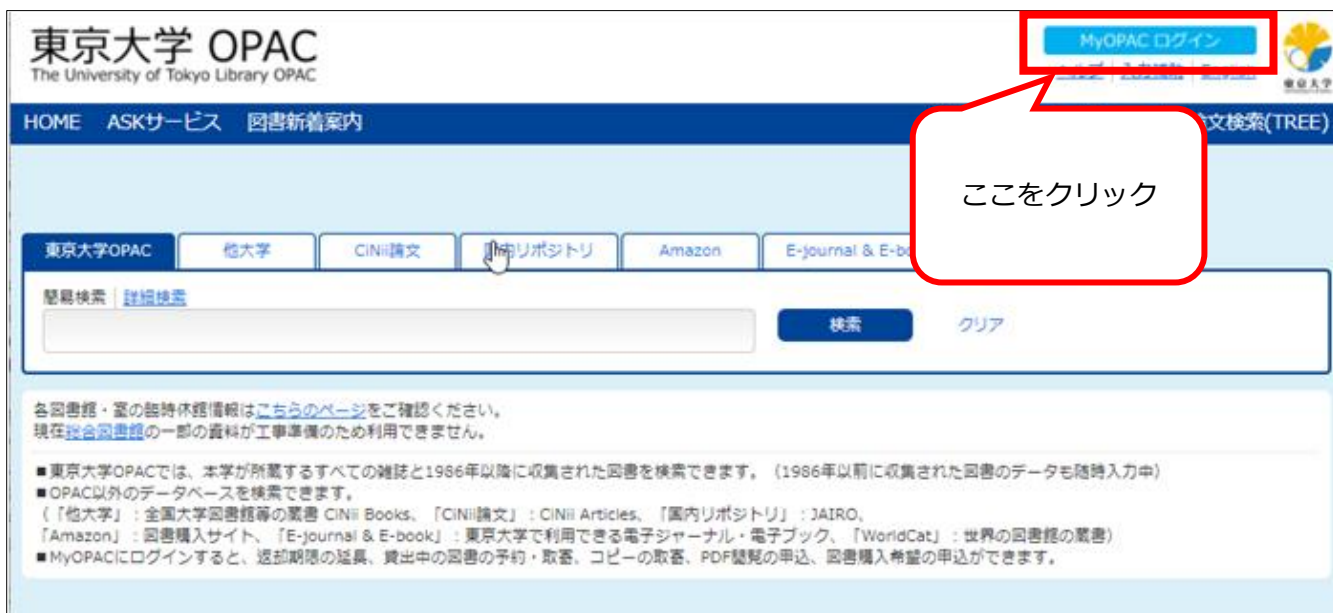 東京大学 OPAC
The University of Tokyo Library OPAC
MyOPAC ログイン
東京大学
HOME ASKサービス 図書新着案内
文検索(TREE)
ここをクリック
東京大学OPAC 他大学 CiNii論文 内リポジトリ Amazon E-journal & E-bo
簡易検索 詳細検索
検索 クリア
各図書館・室の臨時休館情報はこちらのページをご確認ください。
現在総合図書館の一部の資料が工事準備のため利用できません。
■東京大学OPACでは、本学が所蔵するすべての雑誌と1986年以降に収集された図書を検索できます。（1986年以前に収集された図書のデータも随時入力中）
■OPAC以外のデータベースを検索できます。
（「他大学」：全国大学図書館等の蔵書 CiNii Books、「CiNii論文」：CiNii Articles、「国内リポジトリ」：JAIRO、
「Amazon」：図書購入サイト、「E-journal & E-book」：東京大学で利用できる電子ジャーナル・電子ブック、「WorldCat」：世界の図書館の蔵書）
■MyOPACにログインすると、返却期限の延長、貸出中の図書の予約・取寄、コピーの取寄、PDF閲覧の申込、図書購入希望の申込ができます。